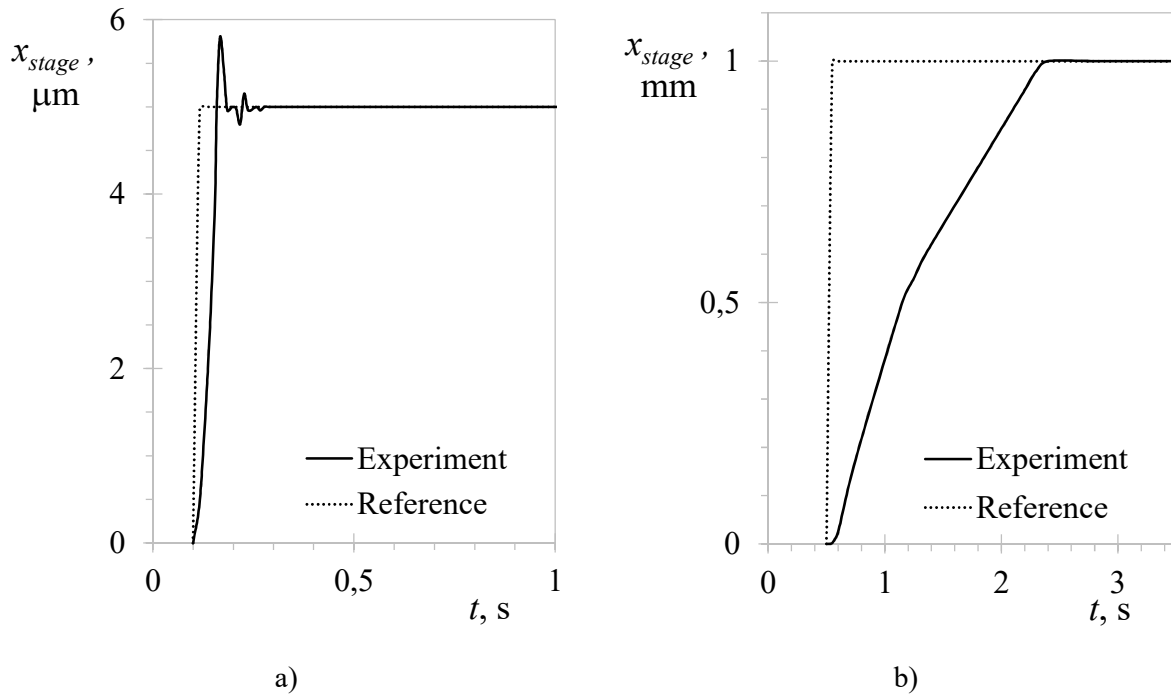 x_stage ,
μm
6
4
2
0
0
0,5
1
t, s
Experiment
Reference
a)
x_stage ,
mm
1
0,5
0
0
1
2
3
t, s
Experiment
Reference
b)